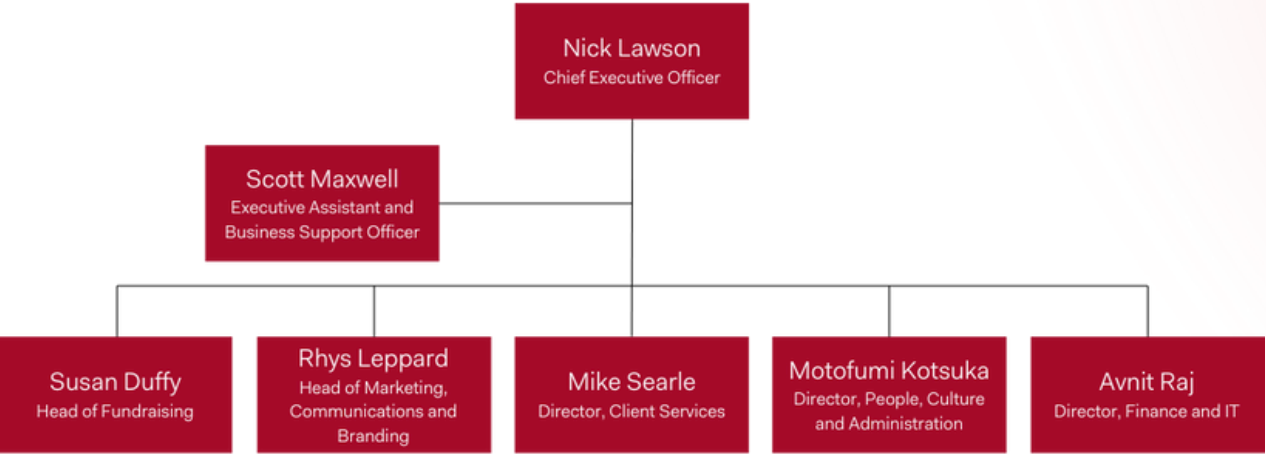 Nick Lawson
Chief Executive Officer
Scott Maxwell
Executive Assistant and
Business Support Officer
Susan Duffy
Head of Fundraising
Rhys Leppard
Head of Marketing,
Communications and
Branding
Mike Searle
Director, Client Services
Motofumi Kotsuka
Director, People, Culture
and Administration
Avnit Raj
Director, Finance and IT